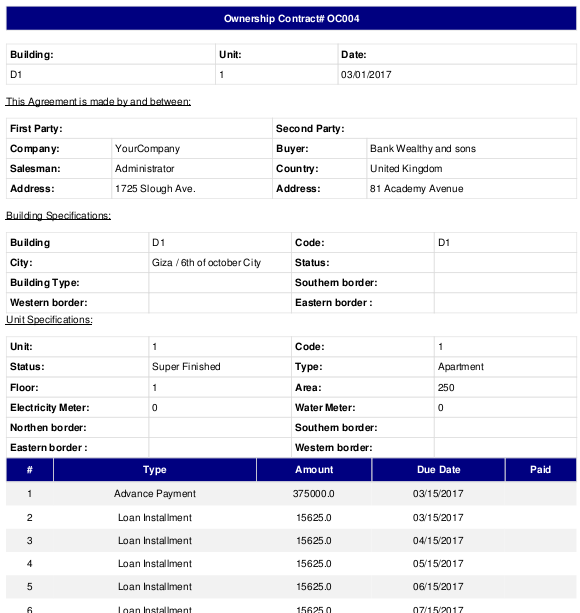 Ownership Contract# OC004
Building: Unit: Date:
D1 1 03/01/2017
This Agreement is made by and between:
First Party: Second Party:
Company: YourCompany Buyer: Bank Wealthy and sons
Salesman: Administrator Country: United Kingdom
Address: 1725 Slough Ave. Address: 81 Academy Avenue
Building Specifications:
Building D1 Code: D1
City: Giza / 6th of october City Status:
Building Type: Southern border:
Western border: Eastern border :
Unit Specifications:
Unit: 1 Code: 1
Status: Super Finished Type: Apartment
Floor: 1 Area: 250
Electricity Meter: 0 Water Meter: 0
Northen border: Southern border:
Eastern border : Western border:
# Type Amount Due Date Paid
1 Advance Payment 375000.0 03/15/2017
2 Loan Installment 15625.0 03/15/2017
3 Loan Installment 15625.0 04/15/2017
4 Loan Installment 15625.0 05/15/2017
5 Loan Installment 15625.0 06/15/2017
6 Loan Installment 15625.0 07/15/2017